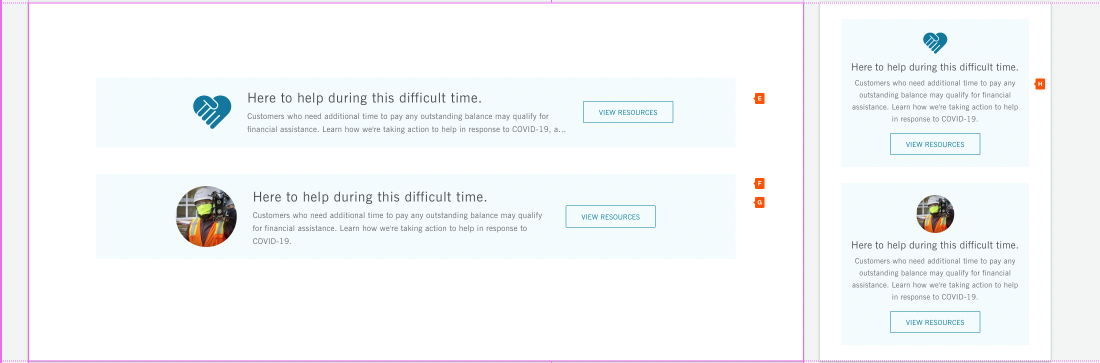 Here to help during this difficult time.
Customers who need additional time to pay any outstanding balance may qualify for
financial assistance. Learn how we're taking action to help in response to COVID-19, a...
VIEW RESOURCES
E
Here to help during this difficult time.
Customers who need additional time to pay any outstanding balance may qualify
for financial assistance. Learn how we're taking action to help in response to
COVID-19.
VIEW RESOURCES
F
G
Here to help during this difficult time.
Customers who need additional time to pay any
outstanding balance may qualify for financial
assistance. Learn how we're taking action to help
in response to COVID-19.
VIEW RESOURCES
H
Here to help during this difficult time.
Customers who need additional time to pay any
outstanding balance may qualify for financial
assistance. Learn how we're taking action to help
in response to COVID-19.
VIEW RESOURCES